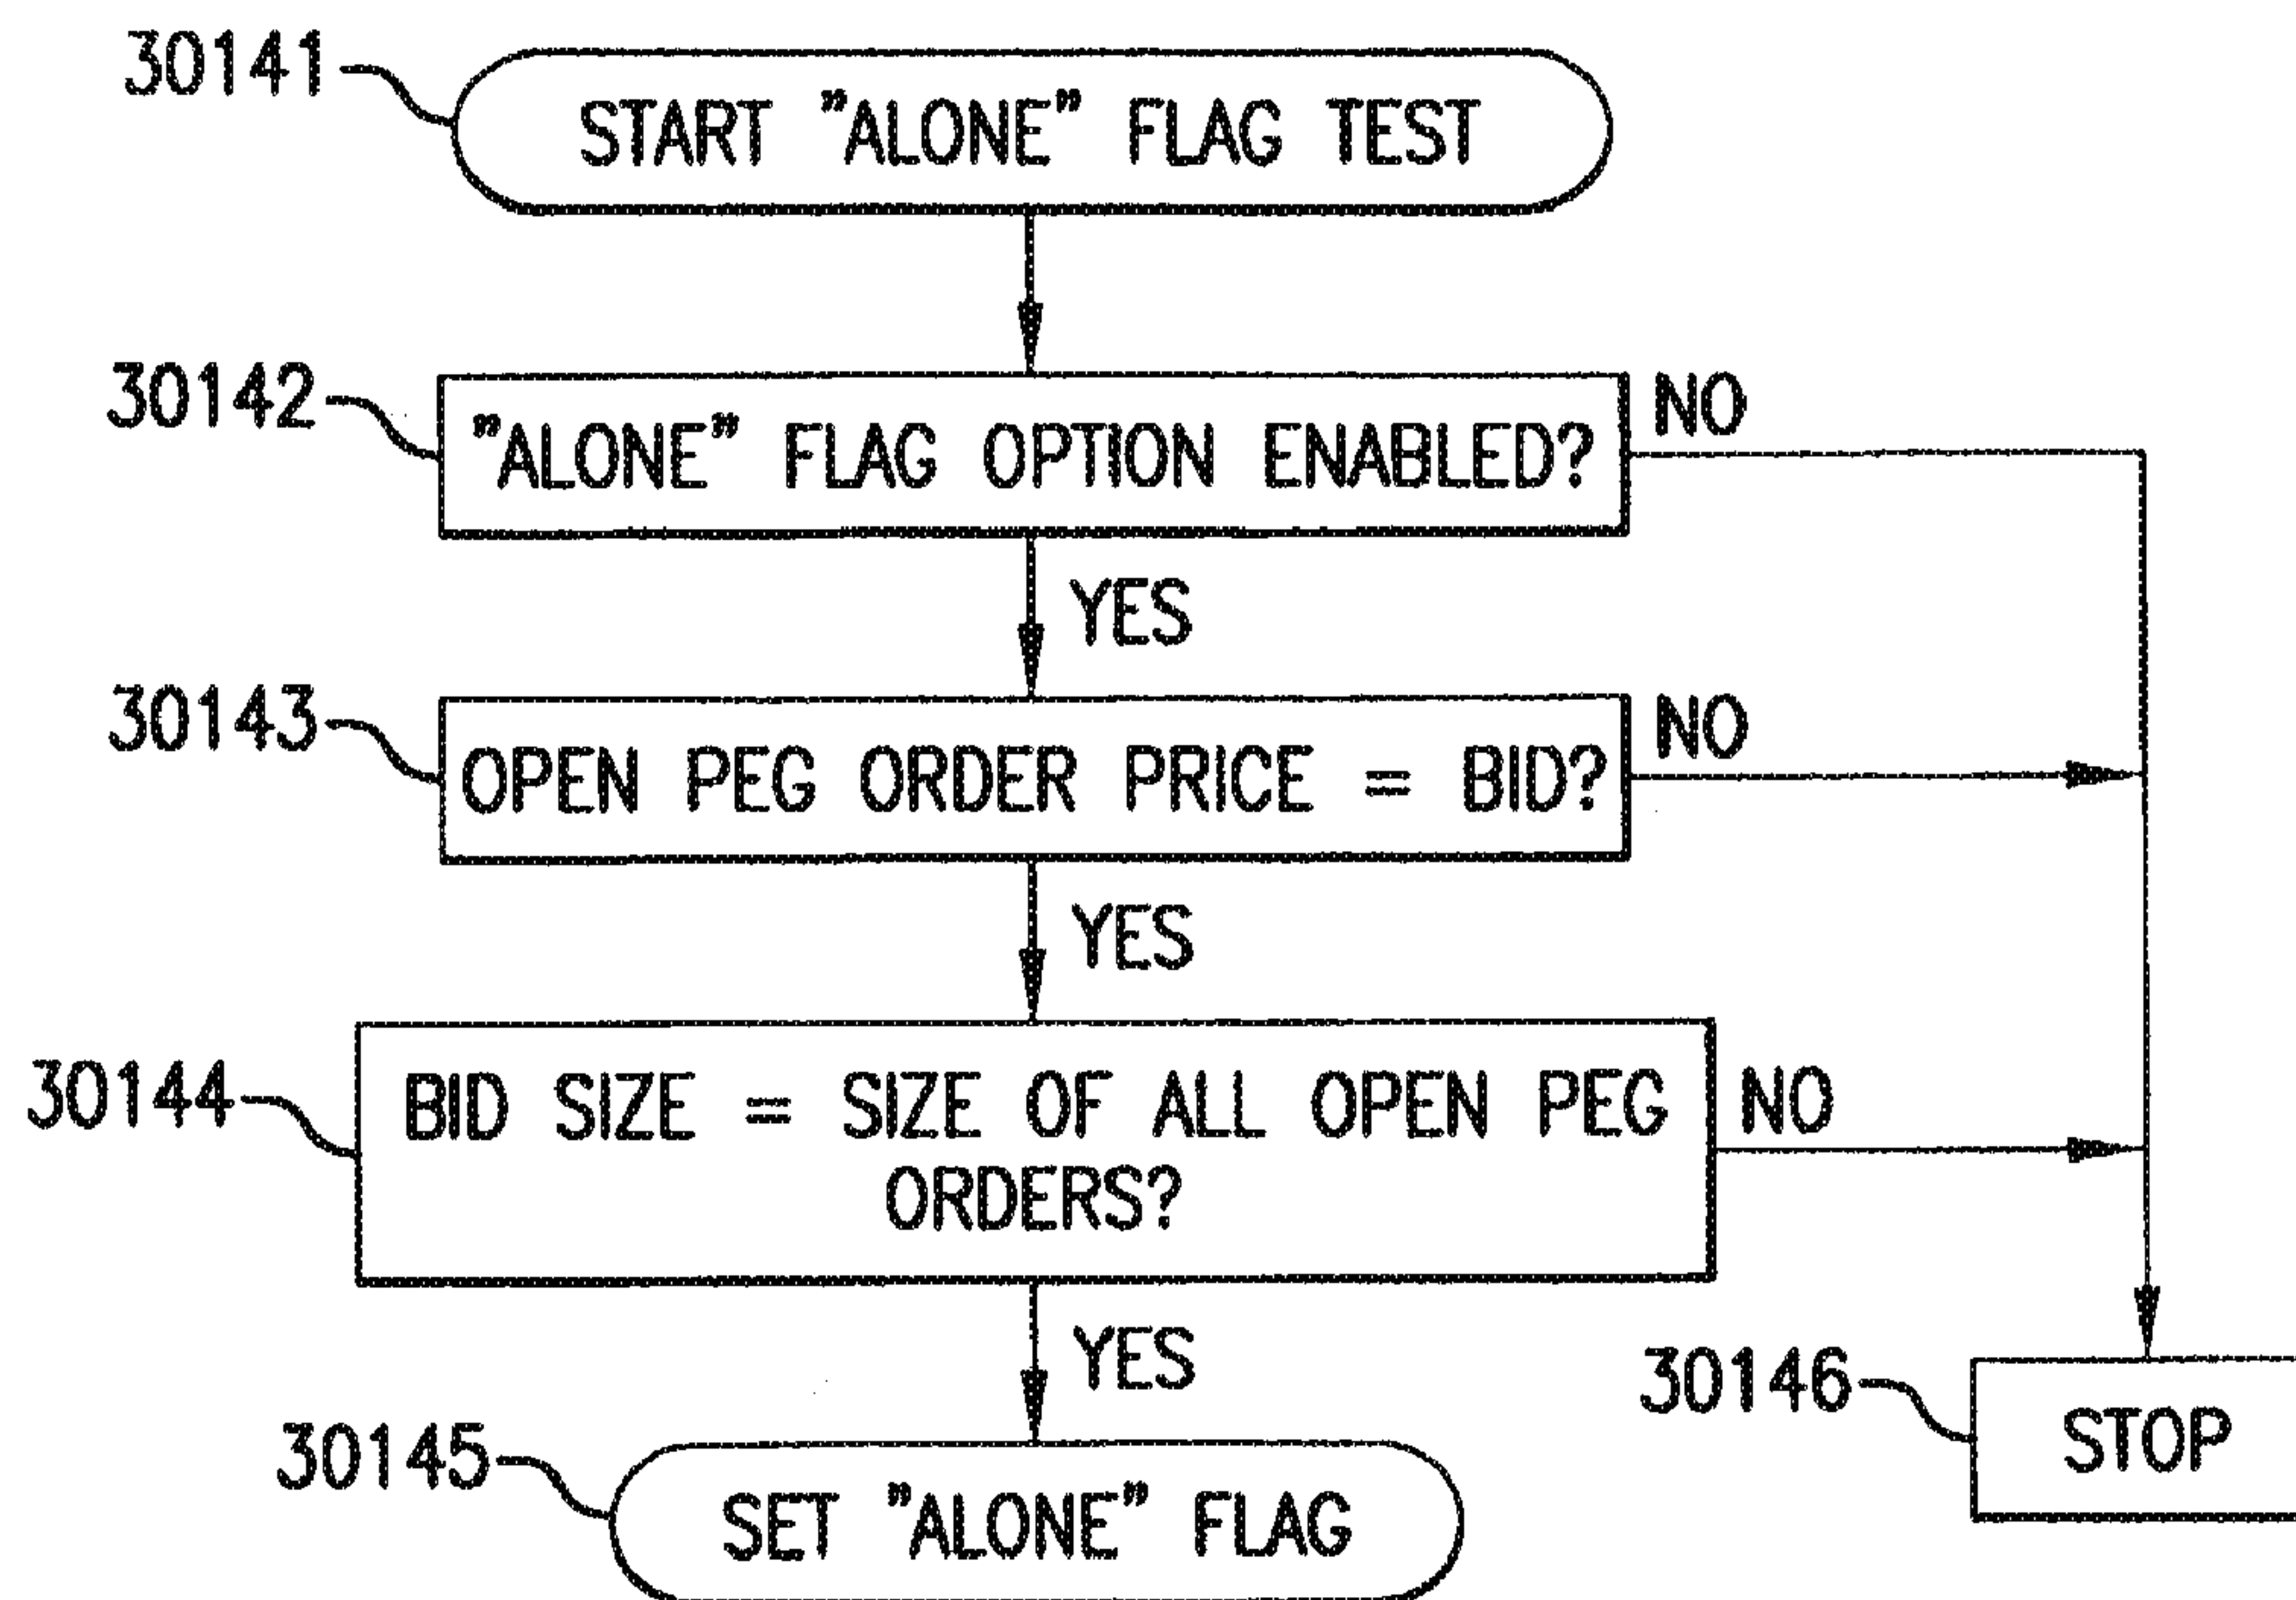 30141
START "ALONE" FLAG TEST
30142
"ALONE" FLAG OPTION ENABLED?
NO
YES
30143
OPEN PEG ORDER PRICE = BID?
NO
YES
30144
BID SIZE = SIZE OF ALL OPEN PEG
ORDERS?
NO
YES
30145
SET "ALONE" FLAG
30146
STOP